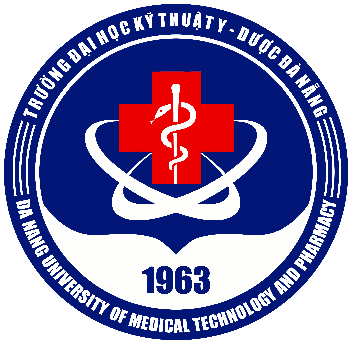 TRƯỜNG ĐẠI HỌC KỸ THUẬT Y - DƯỢC ĐÀ NẴNG
1963
DA NANG UNIVERSITY OF MEDICAL TECHNOLOGY AND PHARMACY